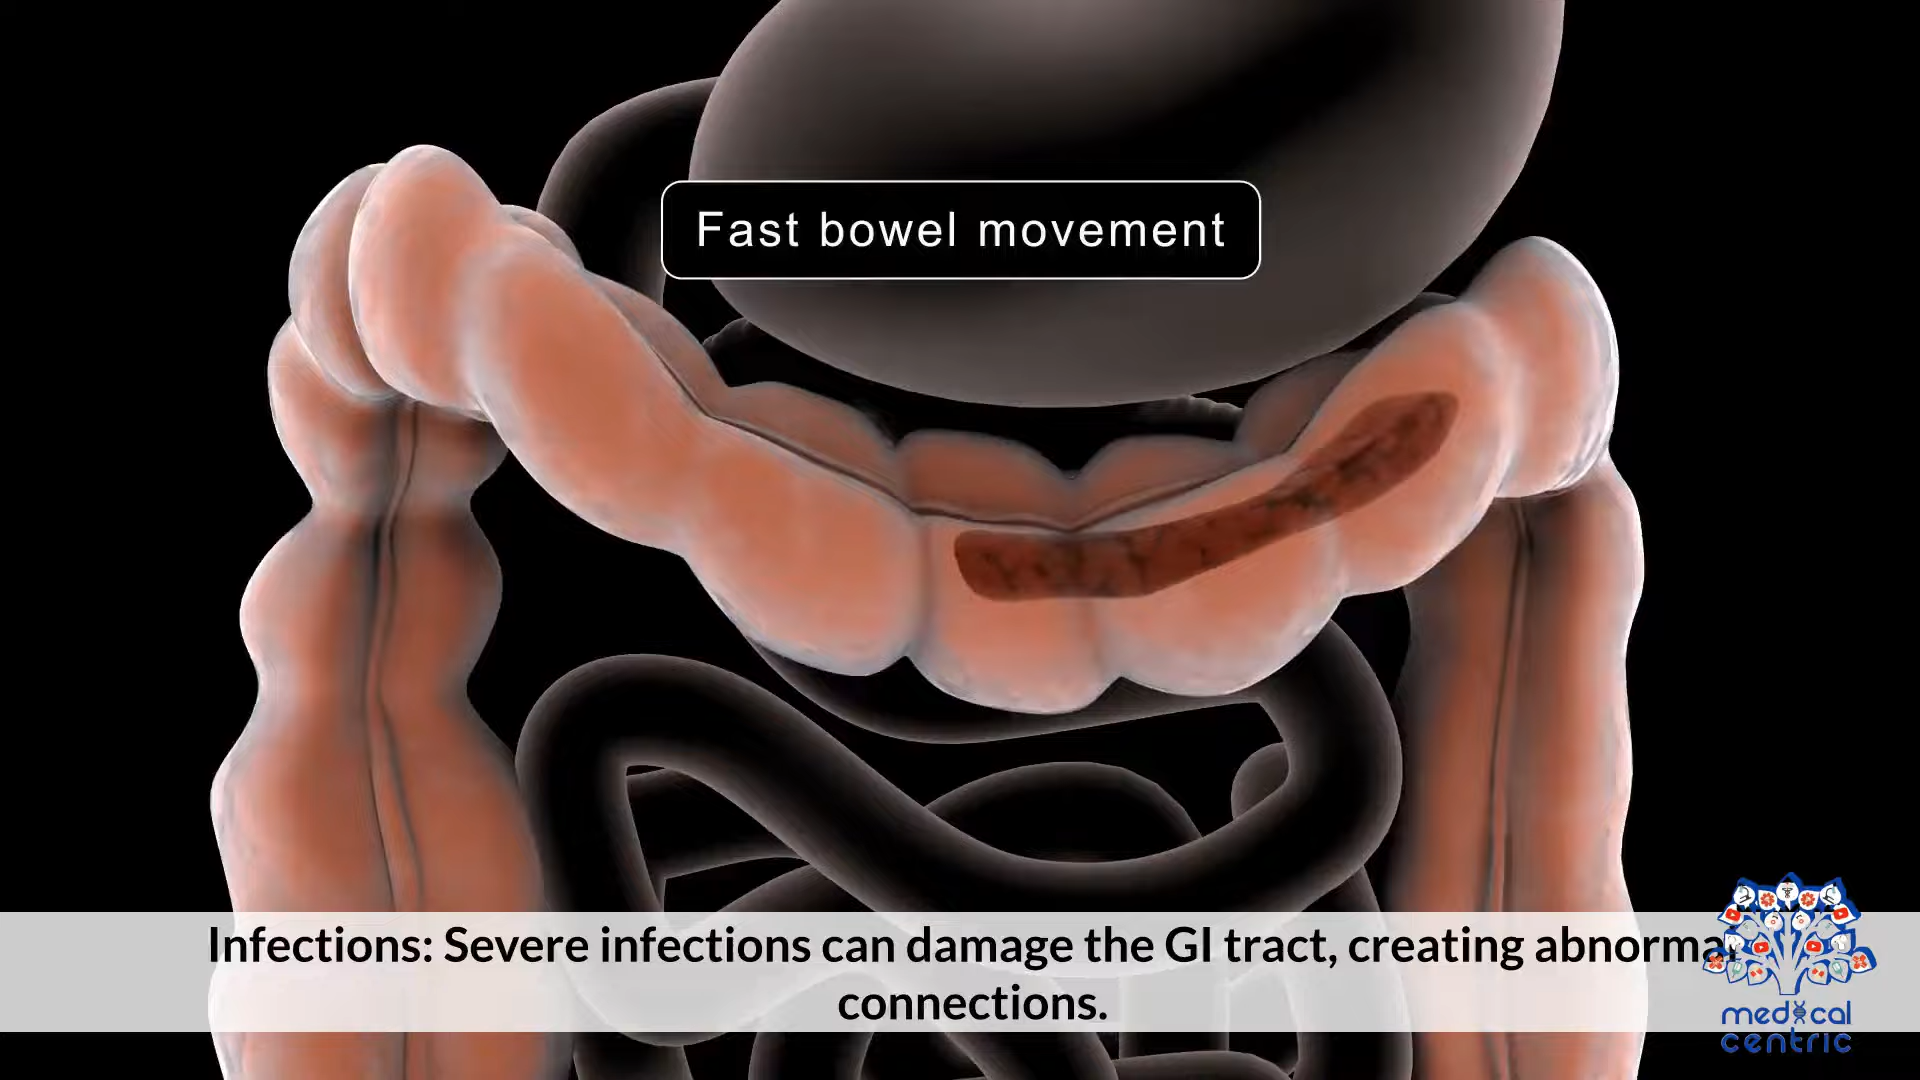 Fast bowel movement
Infections: Severe infections can damage the GI tract, creating abnormal
connections.
medical
centric